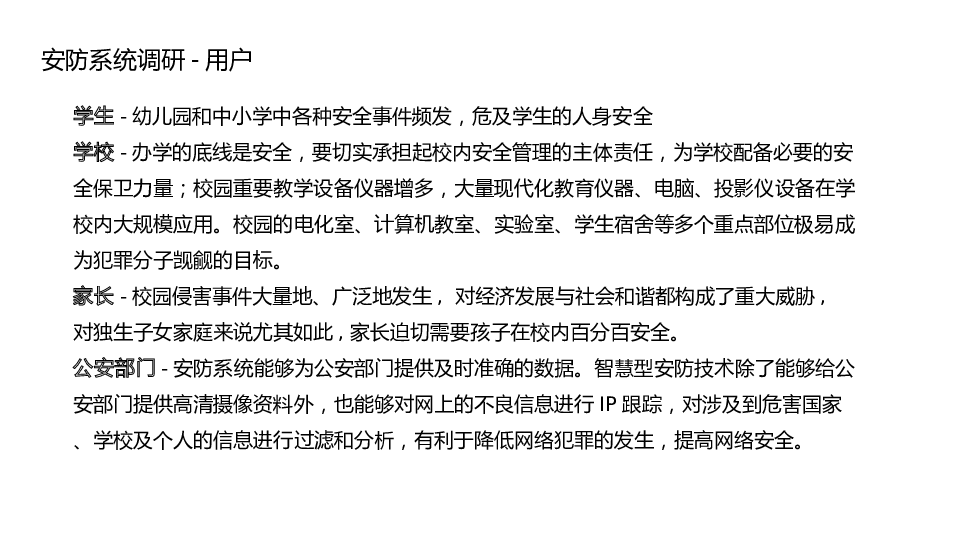 安防系统调研 - 用户
学生 - 幼儿园和中小学中各种安全事件频发，危及学生的人身安全
学校 - 办学的底线是安全，要切实承担起校内安全管理的主体责任，为学校配备必要的安
全保卫力量；校园重要教学设备仪器增多，大量现代化教育仪器、电脑、投影仪设备在学
校内大规模应用。校园的电化室、计算机教室、实验室、学生宿舍等多个重点部位极易成
为犯罪分子觊觎的目标。
家长 - 校园侵害事件大量地、广泛地发生，对经济发展与社会和谐都构成了重大威胁，
对独生子女家庭来说尤其如此，家长迫切需要孩子在校内百分百安全。
公安部门 - 安防系统能够为公安部门提供及时准确的数据。智慧型安防技术除了能够给公
安部门提供高清摄像资料外，也能够对网上的不良信息进行 IP 跟踪，对涉及到危害国家
、学校及个人的信息进行过滤和分析，有利于降低网络犯罪的发生，提高网络安全。